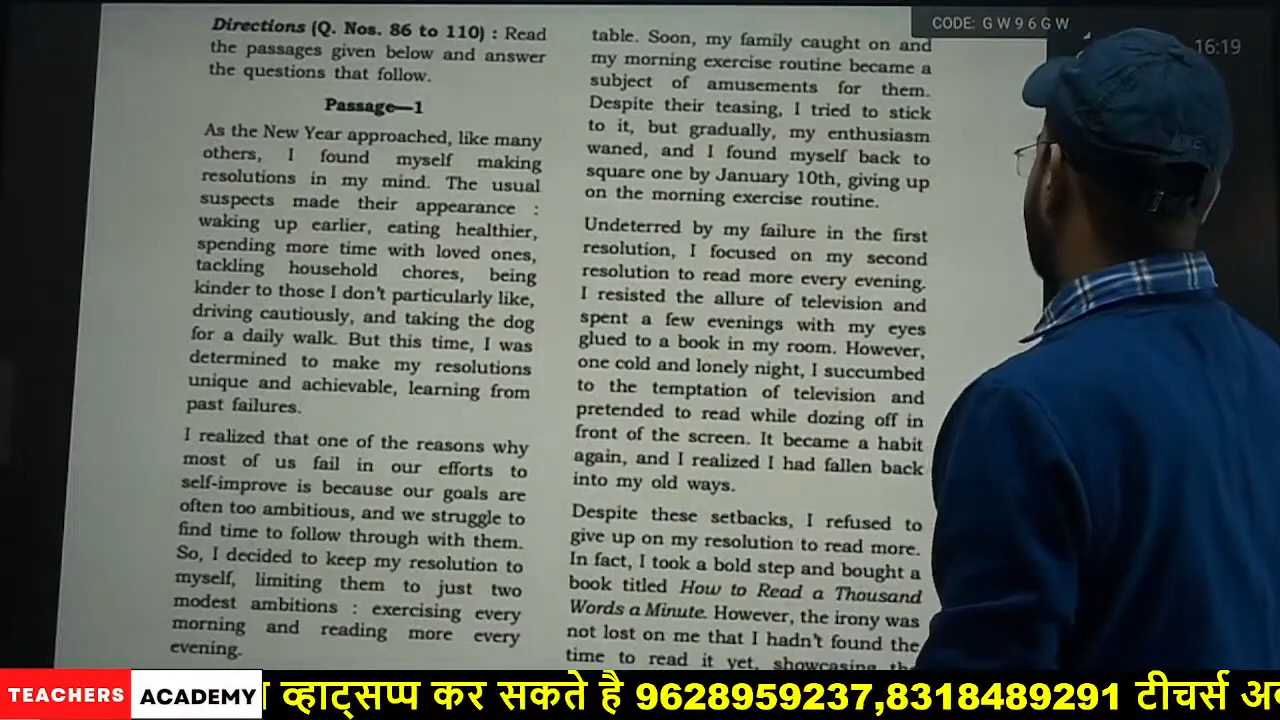 Directions (Q. Nos. 86 to 110) : Read
the passages given below and answer
the questions that follow.
Passage—1
As the New Year approached, like many
others, I found myself making
resolutions in my mind. The usual
suspects made their appearance :
waking up earlier, eating healthier,
spending more time with loved ones,
tackling household chores, being
kinder to those I don't particularly like,
driving cautiously, and taking the dog
for a daily walk. But this time, I was
determined to make my resolutions
unique and achievable, learning from
past failures.
I realized that one of the reasons why
most of us fail in our efforts to
self-improve is because our goals are
often too ambitious, and we struggle to
find time to follow through with them.
So, I decided to keep my resolution to
myself, limiting them to just two
modest ambitions : exercising every
morning and reading more every
evening.
table. Soon, my family caught on and
my morning exercise routine became a
subject of amusements for them.
Despite their teasing, I tried to stick
to it, but gradually, my enthusiasm
waned, and I found myself back to
square one by January 10th, giving up
on the morning exercise routine.
Undeterred by my failure in the first
resolution, I focused on my second
resolution to read more every evening.
I resisted the allure of television and
spent a few evenings with my eyes
glued to a book in my room. However,
one cold and lonely night, I succumbed
to the temptation of television and
pretended to read while dozing off in
front of the screen. It became a habit
again, and I realized I had fallen back
into my old ways.
Despite these setbacks, I refused to
give up on my resolution to read more.
In fact, I took a bold step and bought a
book titled How to Read a Thousand
Words a Minute. However, the irony was
not lost on me that I hadn't found the
time to read it yet, showcasing the
CODE: G W 9 6 G W
16:19
TEACHERS ACADEMY
व्हाट्सप्प कर सकते है 9628959237,8318489291 टीचर्स